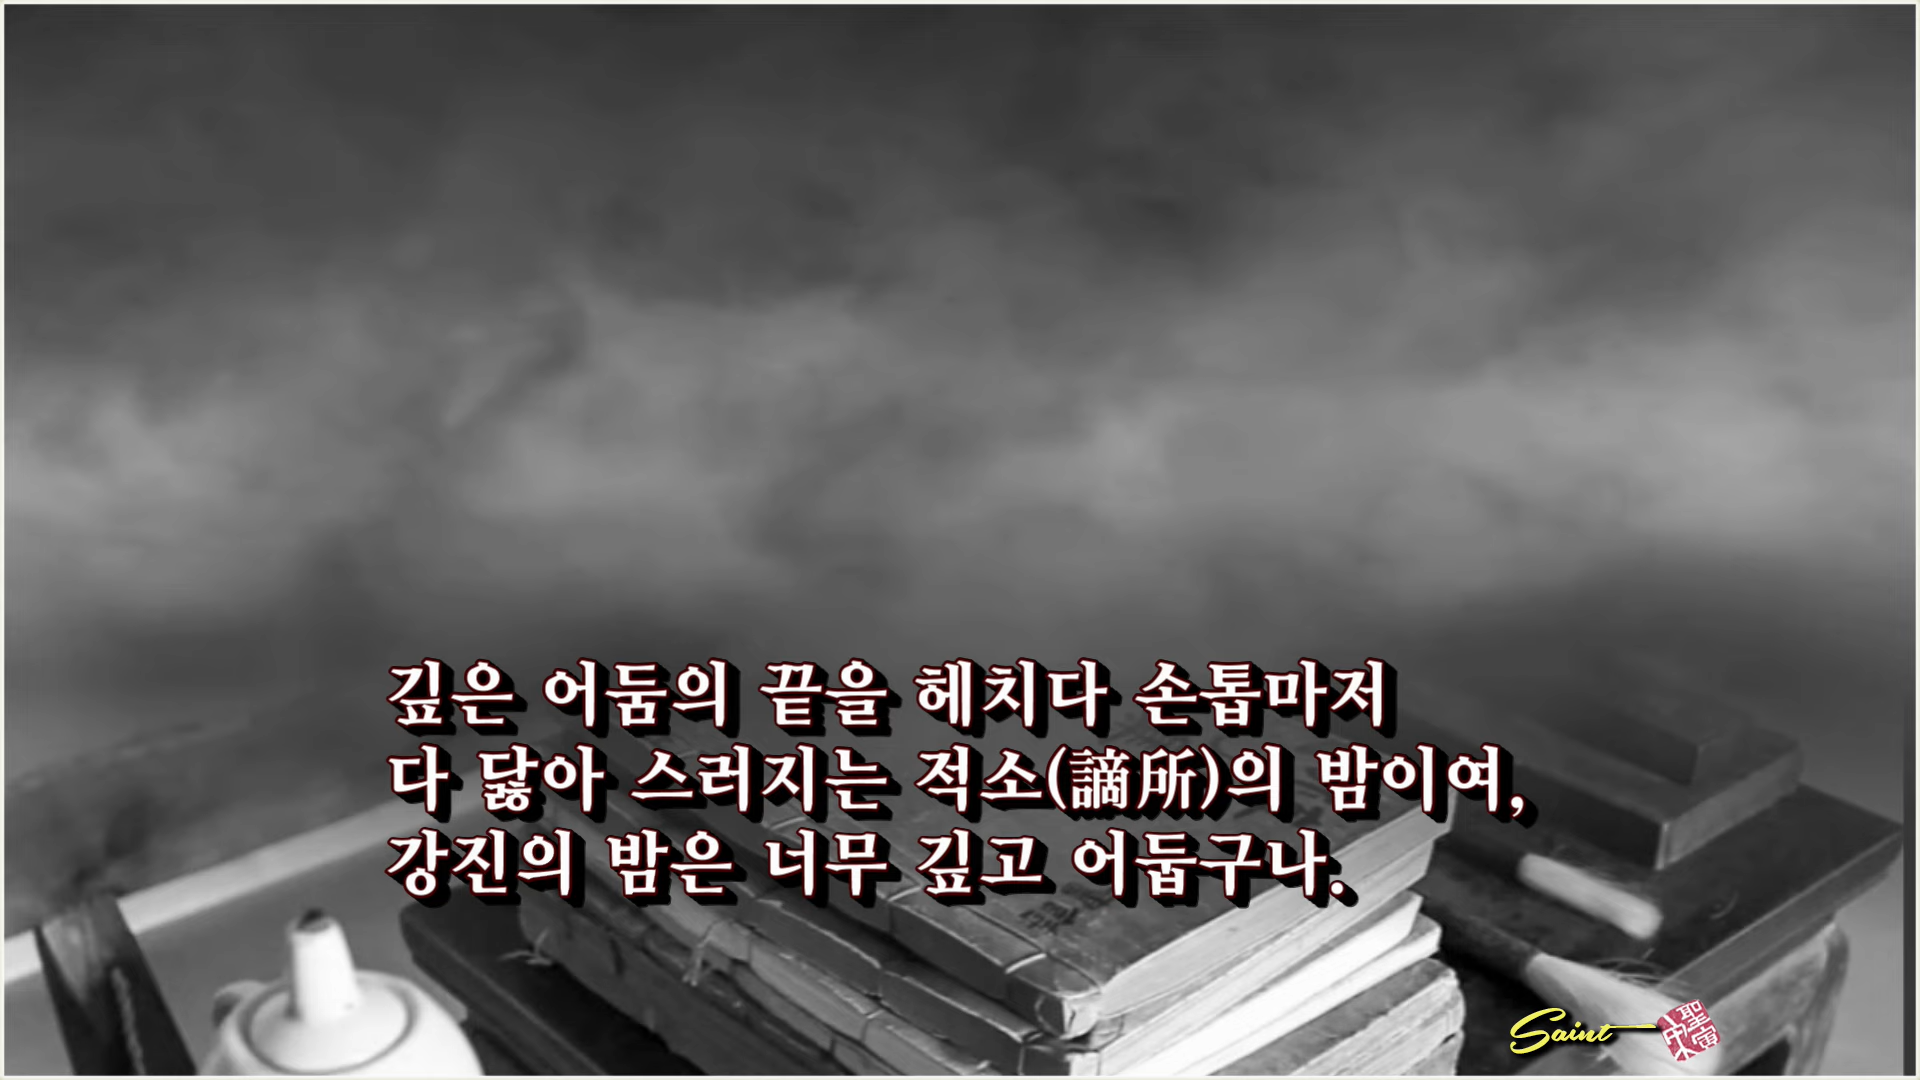 깊은 어둠의 끝을 헤치다 손톱마저
다 닳아 스러지는 적소(謫所)의 밤이여,
강진의 밤은 너무 깊고 어둡구나.
Saint